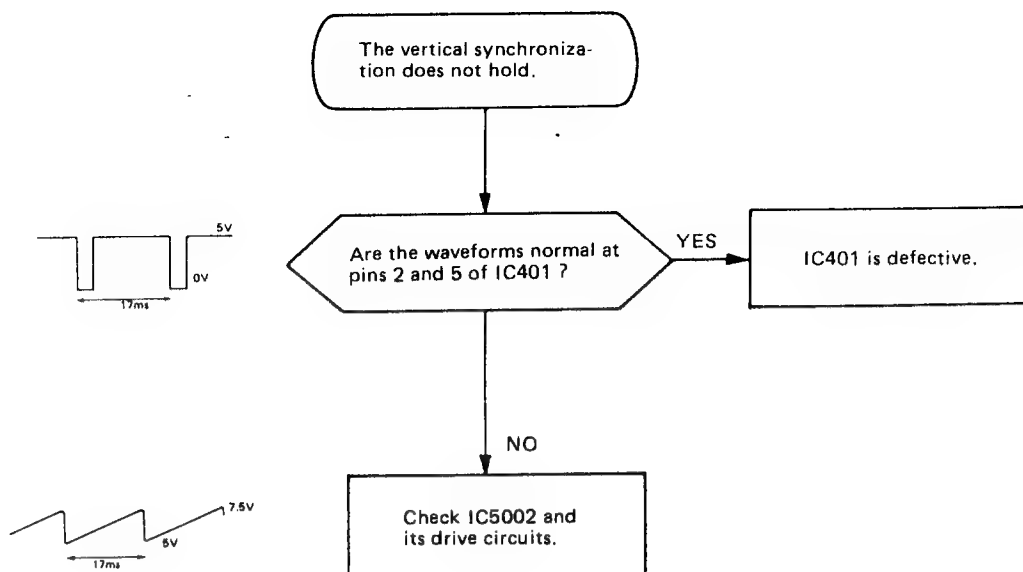 The vertical synchroniza-
tion does not hold.
5V
0V
17ms
Are the waveforms normal at
pins 2 and 5 of IC401 ?
YES
IC401 is defective.
NO
7.5V
5V
17ms
Check IC5002 and
its drive circuits.